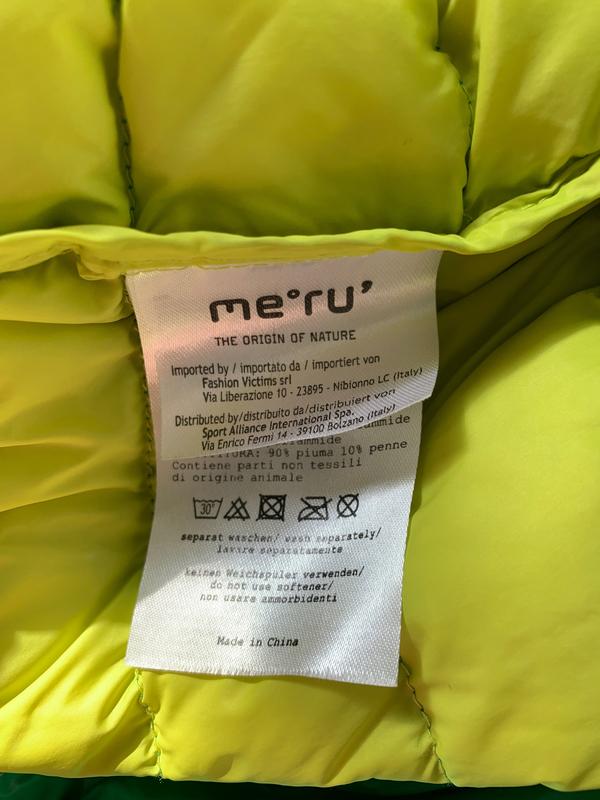 me°ru'
THE ORIGIN OF NATURE
Imported by / importato da / importiert von
Fashion Victims srl
Via Liberazione 10 - 23895 - Nibionno LC (Italy)
Distributed by/distribuito da/distribuiert von
Sport Alliance International Spa.
Via Enrico Fermi 14 - 39100 Bolzano (Italy)
90% piuma 10% penne
Contiene parti non tessili
di origine animale
30°
separat waschen/ wash separately/
lavare separatamente
keinen Weichspüler verwenden/
do not use softener/
non usare ammorbidenti
Made in China